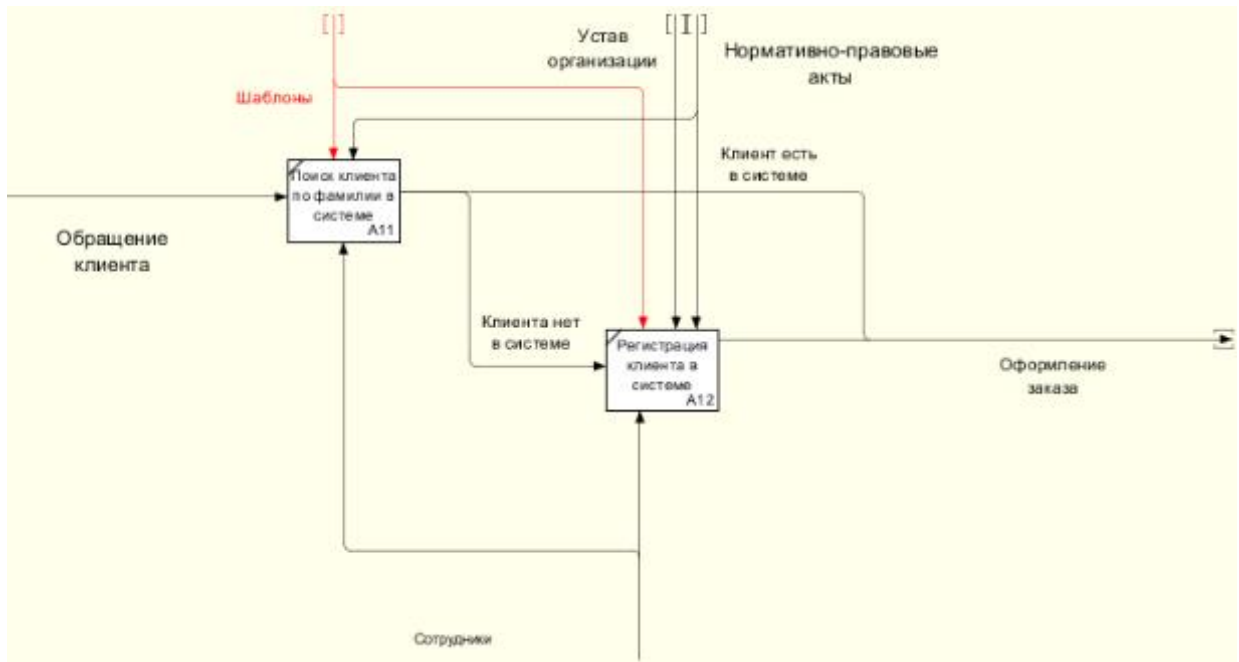 Устав
организации
Нормативно-правовые
акты
Шаблоны
Клиент есть
в системе
Поиск клиента
по фамилии в
системе
A11
Обращение
клиента
Клиента нет
в системе
Регистрация
клиента в
системе
A12
Оформление
заказа
Сотрудники